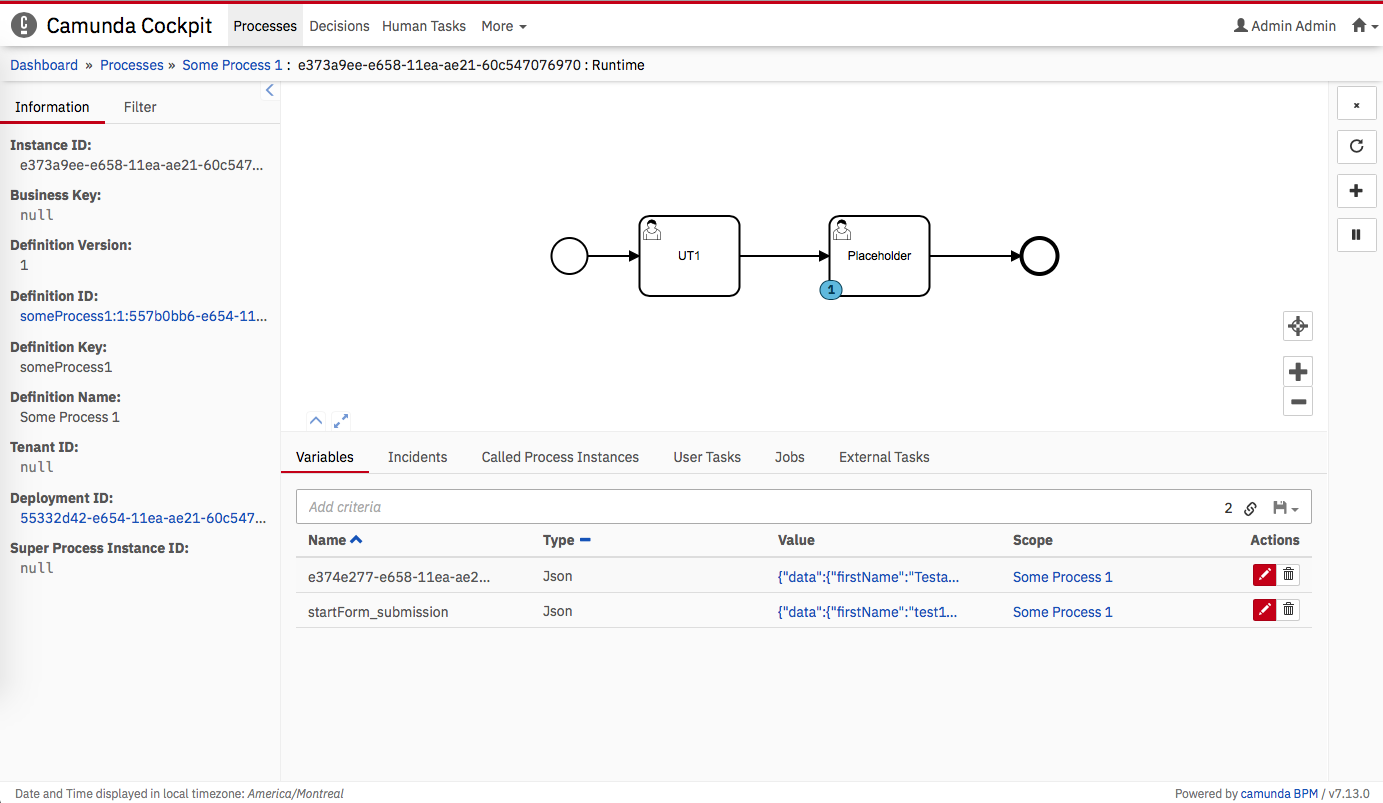 Camunda Cockpit Processes Decisions Human Tasks More Admin Admin
Dashboard » Processes » Some Process 1 : e373a9ee-e658-11ea-ae21-60c547076970 : Runtime
Information Filter
Instance ID:
e373a9ee-e658-11ea-ae21-60c547...
Business Key:
null
Definition Version:
1
Definition ID:
someProcess1:1:557b0bb6-e654-11...
Definition Key:
someProcess1
Definition Name:
Some Process 1
Tenant ID:
null
Deployment ID:
55332d42-e654-11ea-ae21-60c547...
Super Process Instance ID:
null
UT1 Placeholder
1
Variables Incidents Called Process Instances User Tasks Jobs External Tasks
Add criteria 2
Name Type Value Scope Actions
e374e277-e658-11ea-ae2... Json {"data":{"firstName":"Testa... Some Process 1
startForm_submission Json {"data":{"firstName":"test1... Some Process 1
Date and Time displayed in local timezone: America/Montreal Powered by camunda BPM / v7.13.0